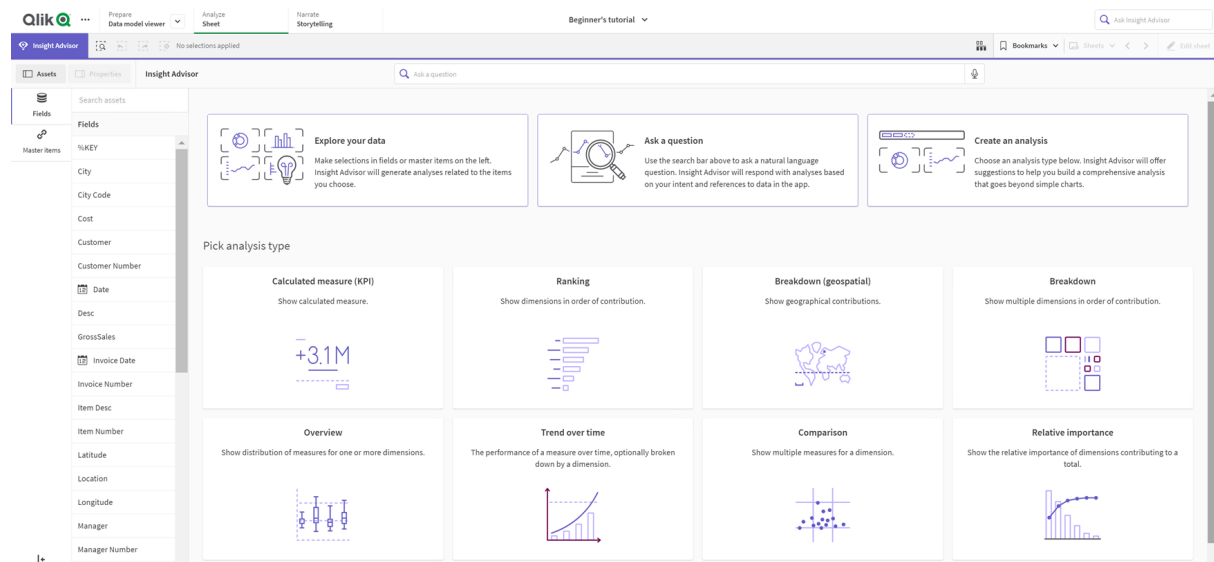 Qlik
Prepare
Data model viewer
Analyze
Sheet
Narrate
Storytelling
Beginner's tutorial
Ask Insight Advisor
Insight Advisor
No selections applied
Bookmarks
Sheets
Edit sheet
Assets
Properties
Insight Advisor
Ask a question
Fields
Master items
Search assets
Fields
%KEY
City
City Code
Cost
Customer
Customer Number
Date
Desc
GrossSales
Invoice Date
Invoice Number
Item Desc
Item Number
Latitude
Location
Longitude
Manager
Manager Number
Explore your data
Make selections in fields or master items on the left.
Insight Advisor will generate analyses related to the items
you choose.
Ask a question
Use the search bar above to ask a natural language
question. Insight Advisor will respond with analyses based
on your intent and references to data in the app.
Create an analysis
Choose an analysis type below. Insight Advisor will offer
suggestions to help you build a comprehensive analysis
that goes beyond simple charts.
Pick analysis type
Calculated measure (KPI)
Show calculated measure.
+3.1M
Ranking
Show dimensions in order of contribution.
Breakdown (geospatial)
Show geographical contributions.
Breakdown
Show multiple dimensions in order of contribution.
Overview
Show distribution of measures for one or more dimensions.
Trend over time
The performance of a measure over time, optionally broken
down by a dimension.
Comparison
Show multiple measures for a dimension.
Relative importance
Show the relative importance of dimensions contributing to a
total.